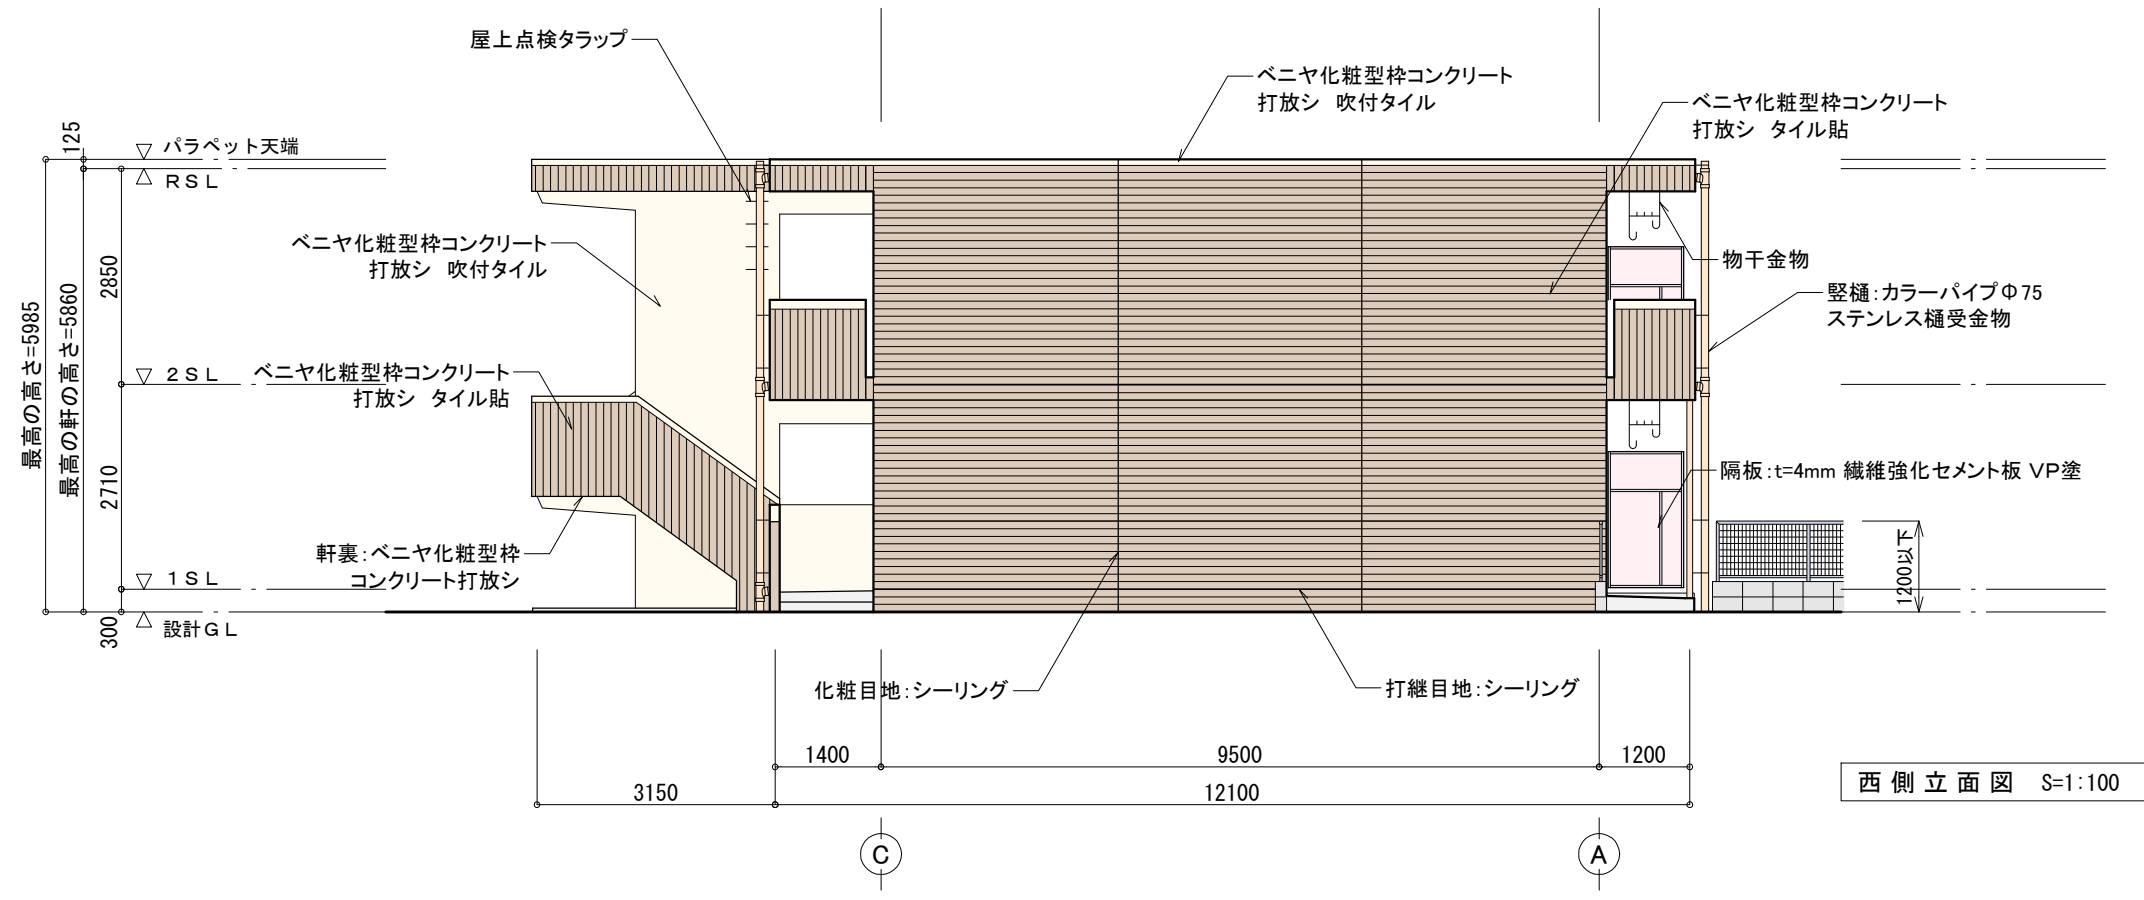 屋上点検タラップ
ベニヤ化粧型枠コンクリート
打放シ　吹付タイル
ベニヤ化粧型枠コンクリート
打放シ　タイル貼
125
パラペット天端
RSL
ベニヤ化粧型枠コンクリート
打放シ　吹付タイル
物干金物
竪樋:カラーパイプΦ75
ステンレス樋受金物
2850
最高の高さ=5985
最高の軒の高さ=5860
2SL
ベニヤ化粧型枠コンクリート
打放シ　タイル貼
2710
隔板:t=4mm 繊維強化セメント板 VP塗
軒裏:ベニヤ化粧型枠
コンクリート打放シ
1200以下
1SL
300
設計GL
化粧目地:シーリング
打継目地:シーリング
1400
9500
1200
3150
12100
西側立面図 S=1:100
C
A